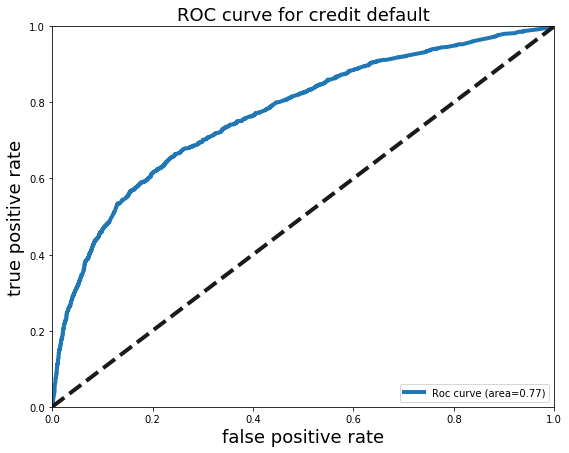 ROC curve for credit default
true positive rate
1.0
0.8
0.6
0.4
0.2
0.0
Roc curve (area=0.77)
0.0 0.2 0.4 0.6 0.8 1.0
false positive rate